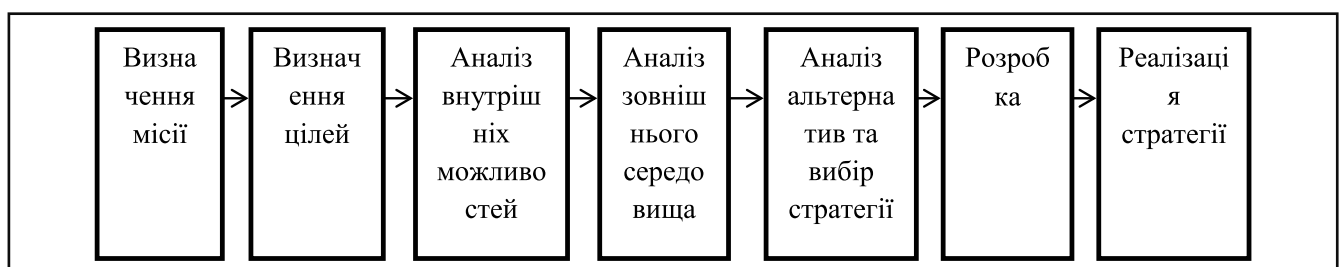 Визна
чення
місії
Визнач
ення
цілей
Аналіз
внутріш
ніх
можливо
стей
Аналіз
зовніш
нього
середо
вища
Аналіз
альтерна
тив та
вибір
стратегії
Розроб
ка
Реалізаці
я
стратегії